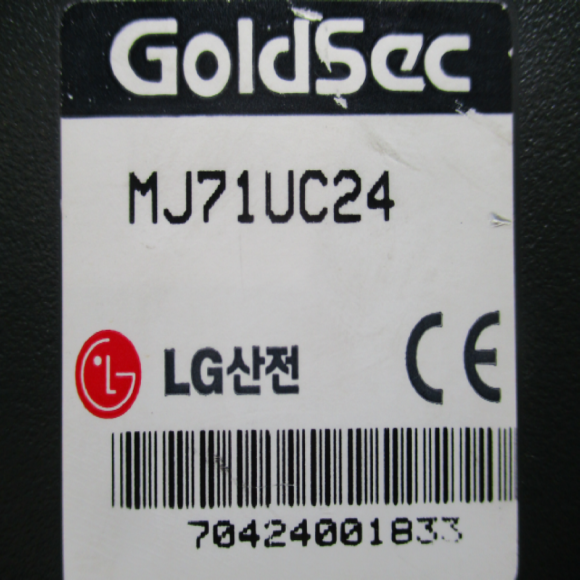 GoldSec
MJ71UC24
LG산전 CE
70424001833